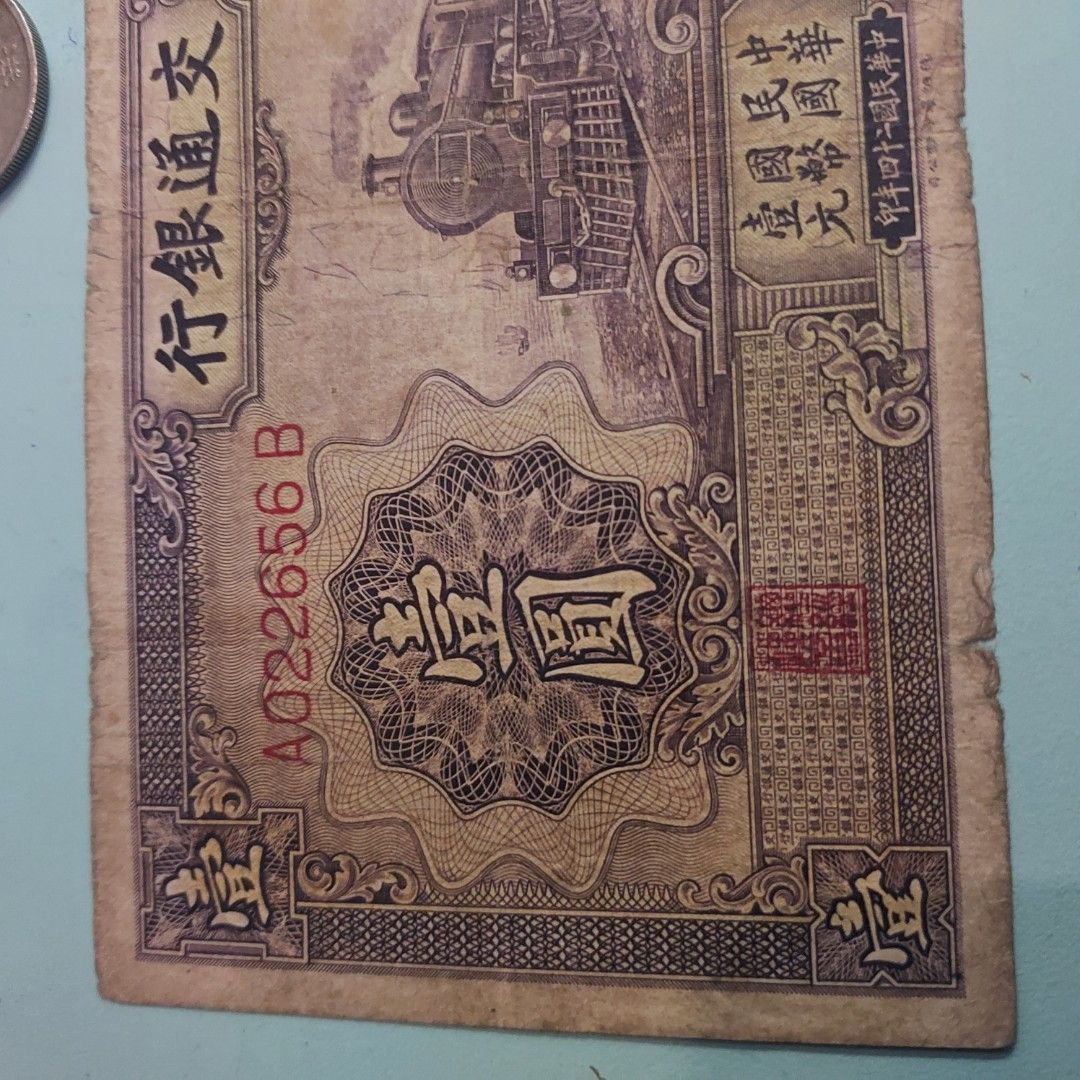 交通銀行
A022656B
壹
壹圓
中華民國國幣壹元
中華民國二十四年印
壹